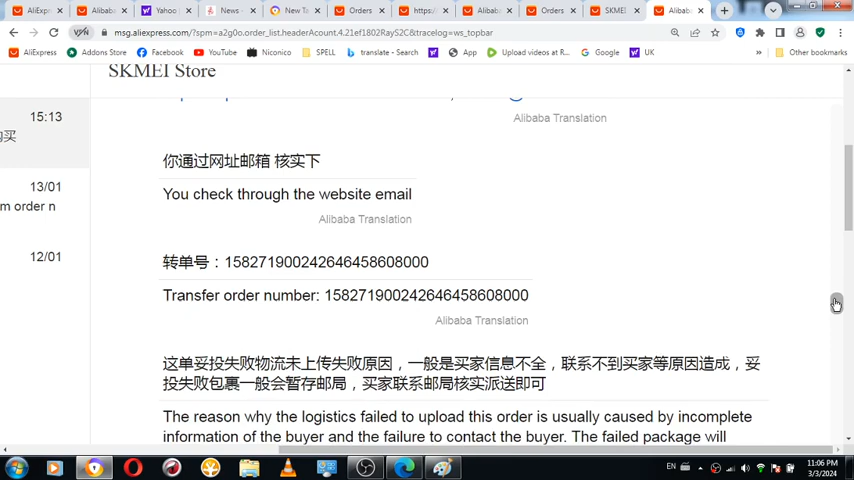 AliExp
Alibab
Yahoo
News -
New Ta
Orders
https:/
Alibab
Orders
SKMEI
Alibab
VPN
msg.aliexpress.com/?spm=a2g0o.order_list.headerAcount.4.21ef1802RayS2C&tracelog=ws_topbar
AliExpress
Addons Store
Facebook
YouTube
Niconico
SPELL
translate - Search
App
Upload videos at R...
Google
UK
»
Other bookmarks
SKMEI Store
15:13
购买
13/01
m order n
12/01
Alibaba Translation
你通过网址邮箱 核实下
You check through the website email
Alibaba Translation
转单号：158271900242646458608000
Transfer order number: 158271900242646458608000
Alibaba Translation
这单妥投失败物流未上传失败原因，一般是买家信息不全，联系不到买家等原因造成，妥
投失败包裹一般会暂存邮局，买家联系邮局核实派送即可
The reason why the logistics failed to upload this order is usually caused by incomplete
information of the buyer and the failure to contact the buyer. The failed package will
EN
11:06 PM
3/3/2024